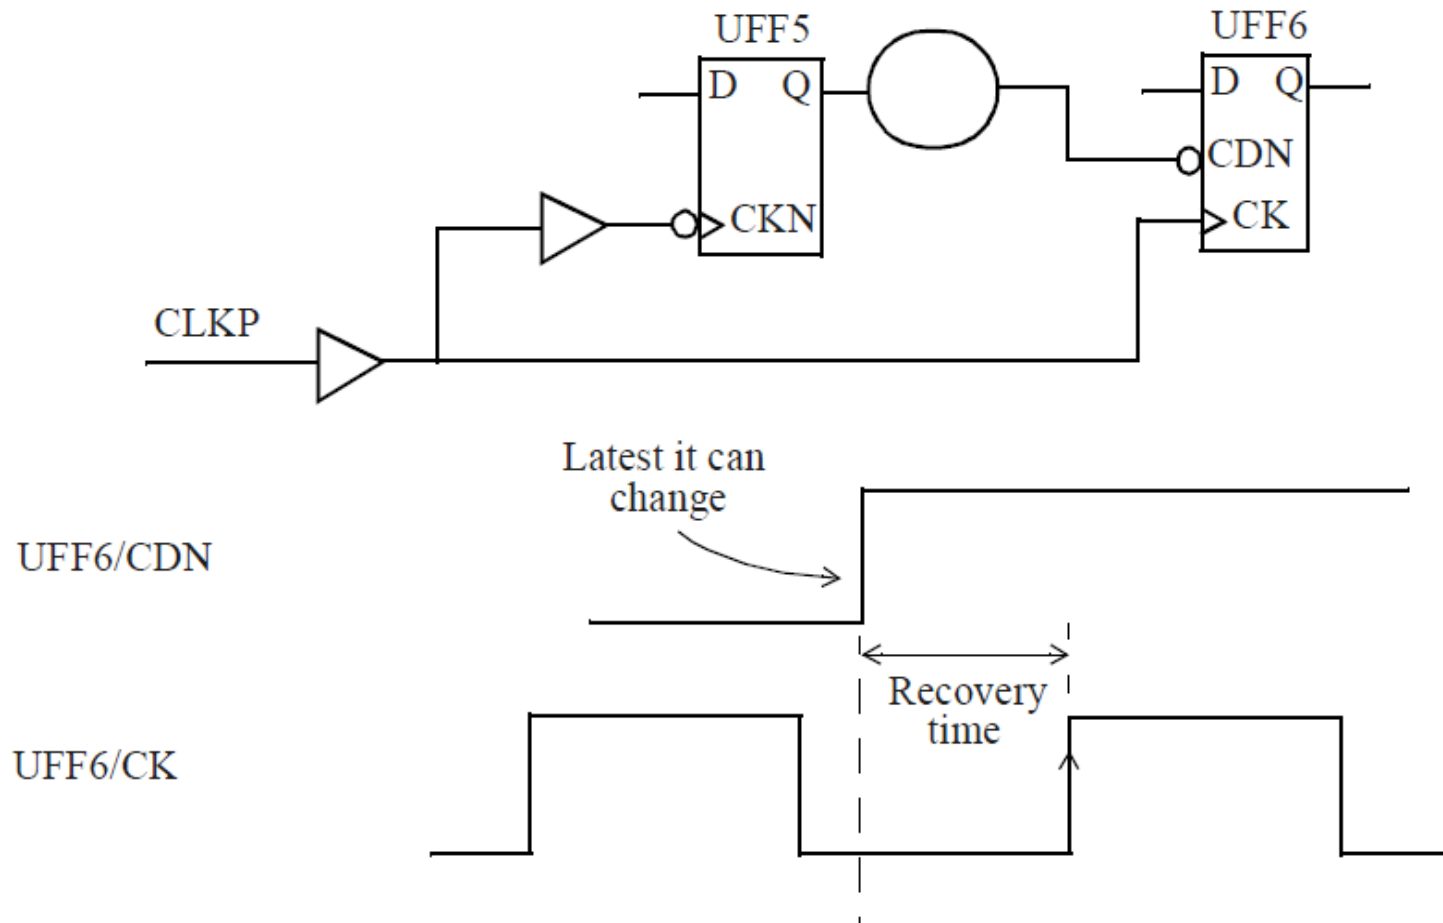 UFF5
UFF6
D Q
D Q
CDN
CKN
CK
CLKP
Latest it can
change
UFF6/CDN
Recovery
time
UFF6/CK